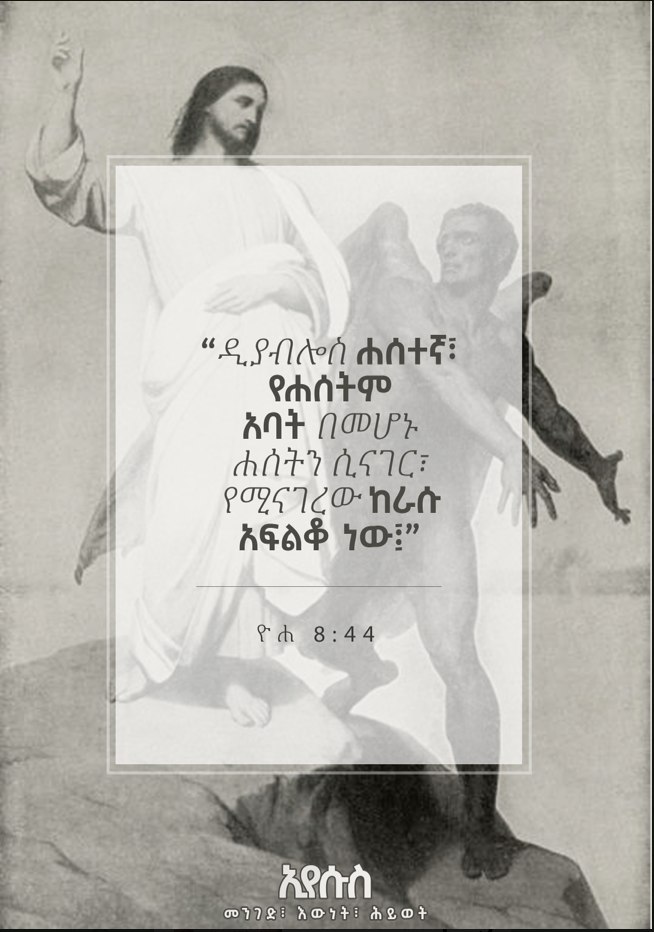 “ዲያብሎስ ሐሰተኛ፣
የሐሰትም
አባት በመሆኑ
ሐሰትን ሲናገር፣
የሚናገረው ከራሱ
አፍልቆ ነው፤”
ዮሐ 8:44
ኢየሱስ
መንገድ፣ እውነት፣ ሕይወት